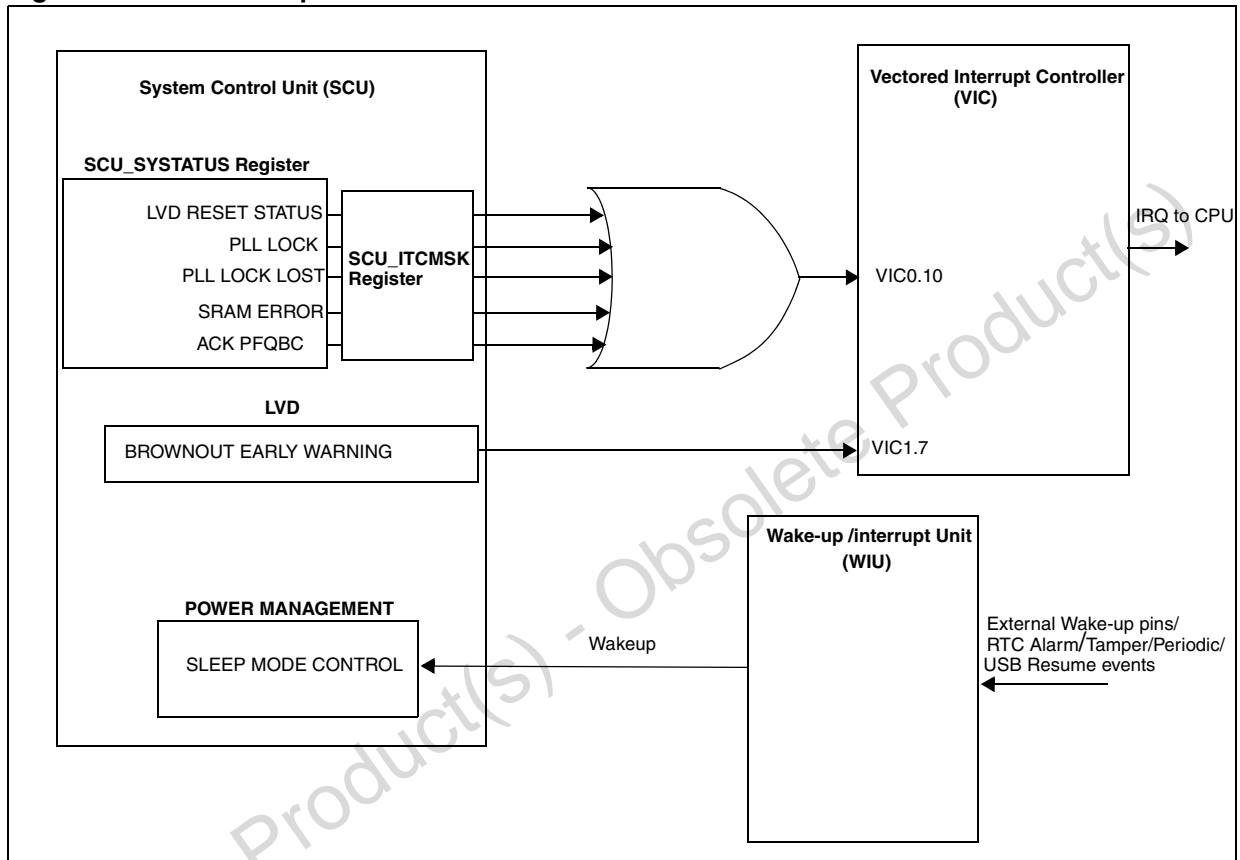 System Control Unit (SCU)
SCU_SYSTATUS Register
LVD RESET STATUS
PLL LOCK
PLL LOCK LOST
SRAM ERROR
ACK PFQBC
SCU_ITCMSK
Register
Vectored Interrupt Controller
(VIC)
IRQ to CPU
VIC0.10
LVD
BROWNOUT EARLY WARNING
VIC1.7
Wake-up /interrupt Unit
(WIU)
POWER MANAGEMENT
SLEEP MODE CONTROL
Wakeup
External Wake-up pins/
RTC Alarm/Tamper/Periodic/
USB Resume events
Product(s) - Obsolete Product(s)